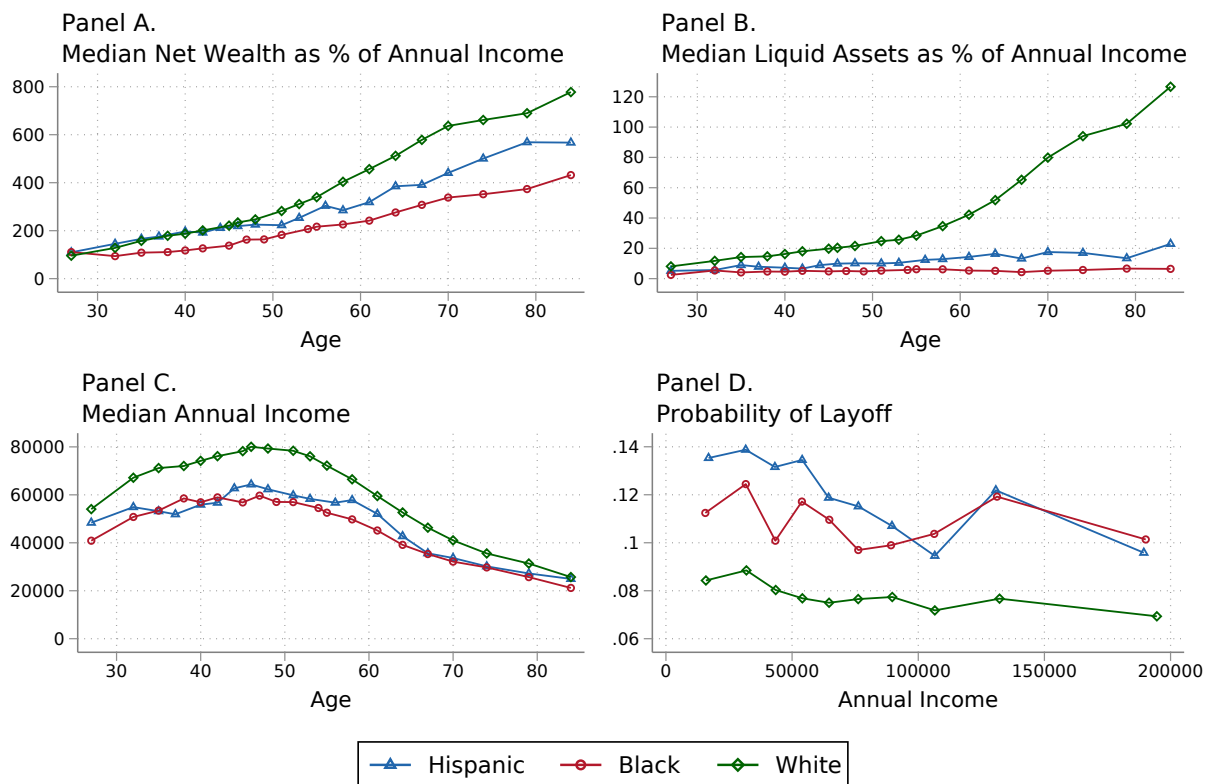 Panel A.
Median Net Wealth as % of Annual Income
800
600
400
200
0
30 40 50 60 70 80
Age
Panel B.
Median Liquid Assets as % of Annual Income
120
100
80
60
40
20
0
30 40 50 60 70 80
Age
Panel C.
Median Annual Income
80000
60000
40000
20000
0
30 40 50 60 70 80
Age
Panel D.
Probability of Layoff
.14
.12
.1
.08
.06
0 50000 100000 150000 200000
Annual Income
Hispanic Black White